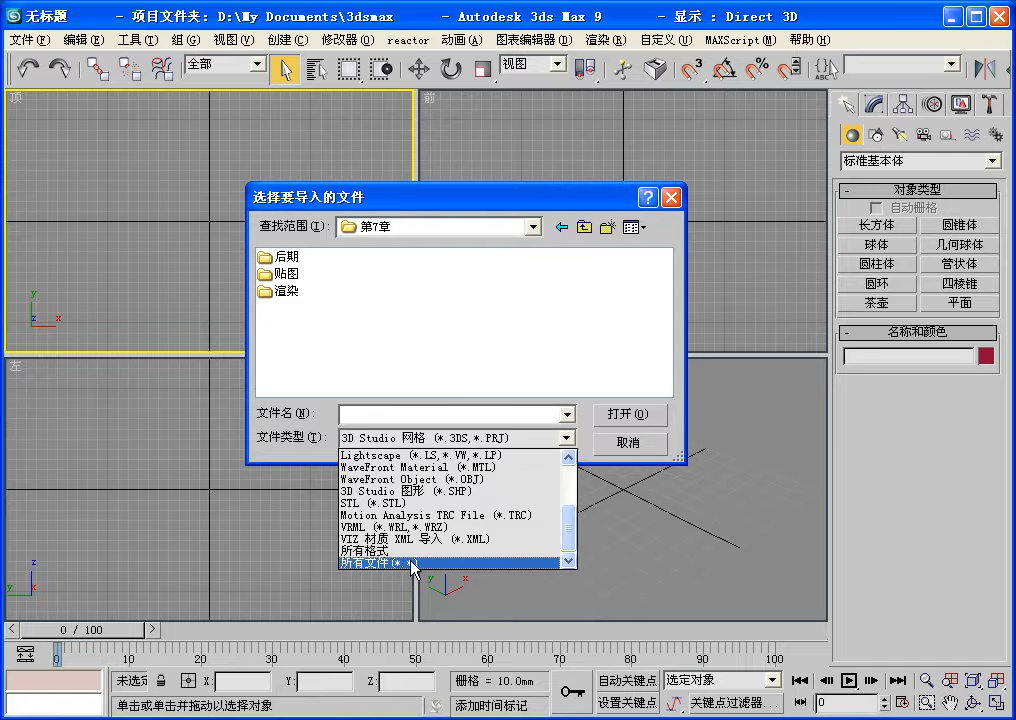 无标题 - 项目文件夹: D:\My Documents\3dsmax - Autodesk 3ds Max 9 - 显示 : Direct 3D
文件(F) 编辑(E) 工具(T) 组(G) 视图(V) 创建(C) 修改器(O) reactor 动画(A) 图表编辑器(D) 渲染(R) 自定义(U) MAXScript(M) 帮助(H)
全部 视图 3 % {} ABC
顶
前
左
y
z x
z
y x
y x
选择要导入的文件
查找范围(I): 第7章
后期
贴图
渲染
文件名(N): 打开(O)
文件类型(T): 3D Studio 网格 (*.3DS,*.PRJ) 取消
Lightscape (*.LS,*.VW,*.LP)
WaveFront Material (*.MTL)
WaveFront Object (*.OBJ)
3D Studio 图形 (*.SHP)
STL (*.STL)
Motion Analysis TRC File (*.TRC)
VRML (*.WRL,*.WRZ)
VIZ 材质 XML 导入 (*.XML)
所有格式
所有文件(*.*)
标准基本体
- 对象类型
自动栅格
长方体 圆锥体
球体 几何球体
圆柱体 管状体
圆环 四棱锥
茶壶 平面
- 名称和颜色
< 0 / 100 >
0 10 20 30 40 50 60 70 80 90 100
未选定 X: Y: Z: 栅格 = 10.0mm 自动关键点 选定对象
单击或单击并拖动以选择对象 添加时间标记 设置关键点 关键点过滤器... 0